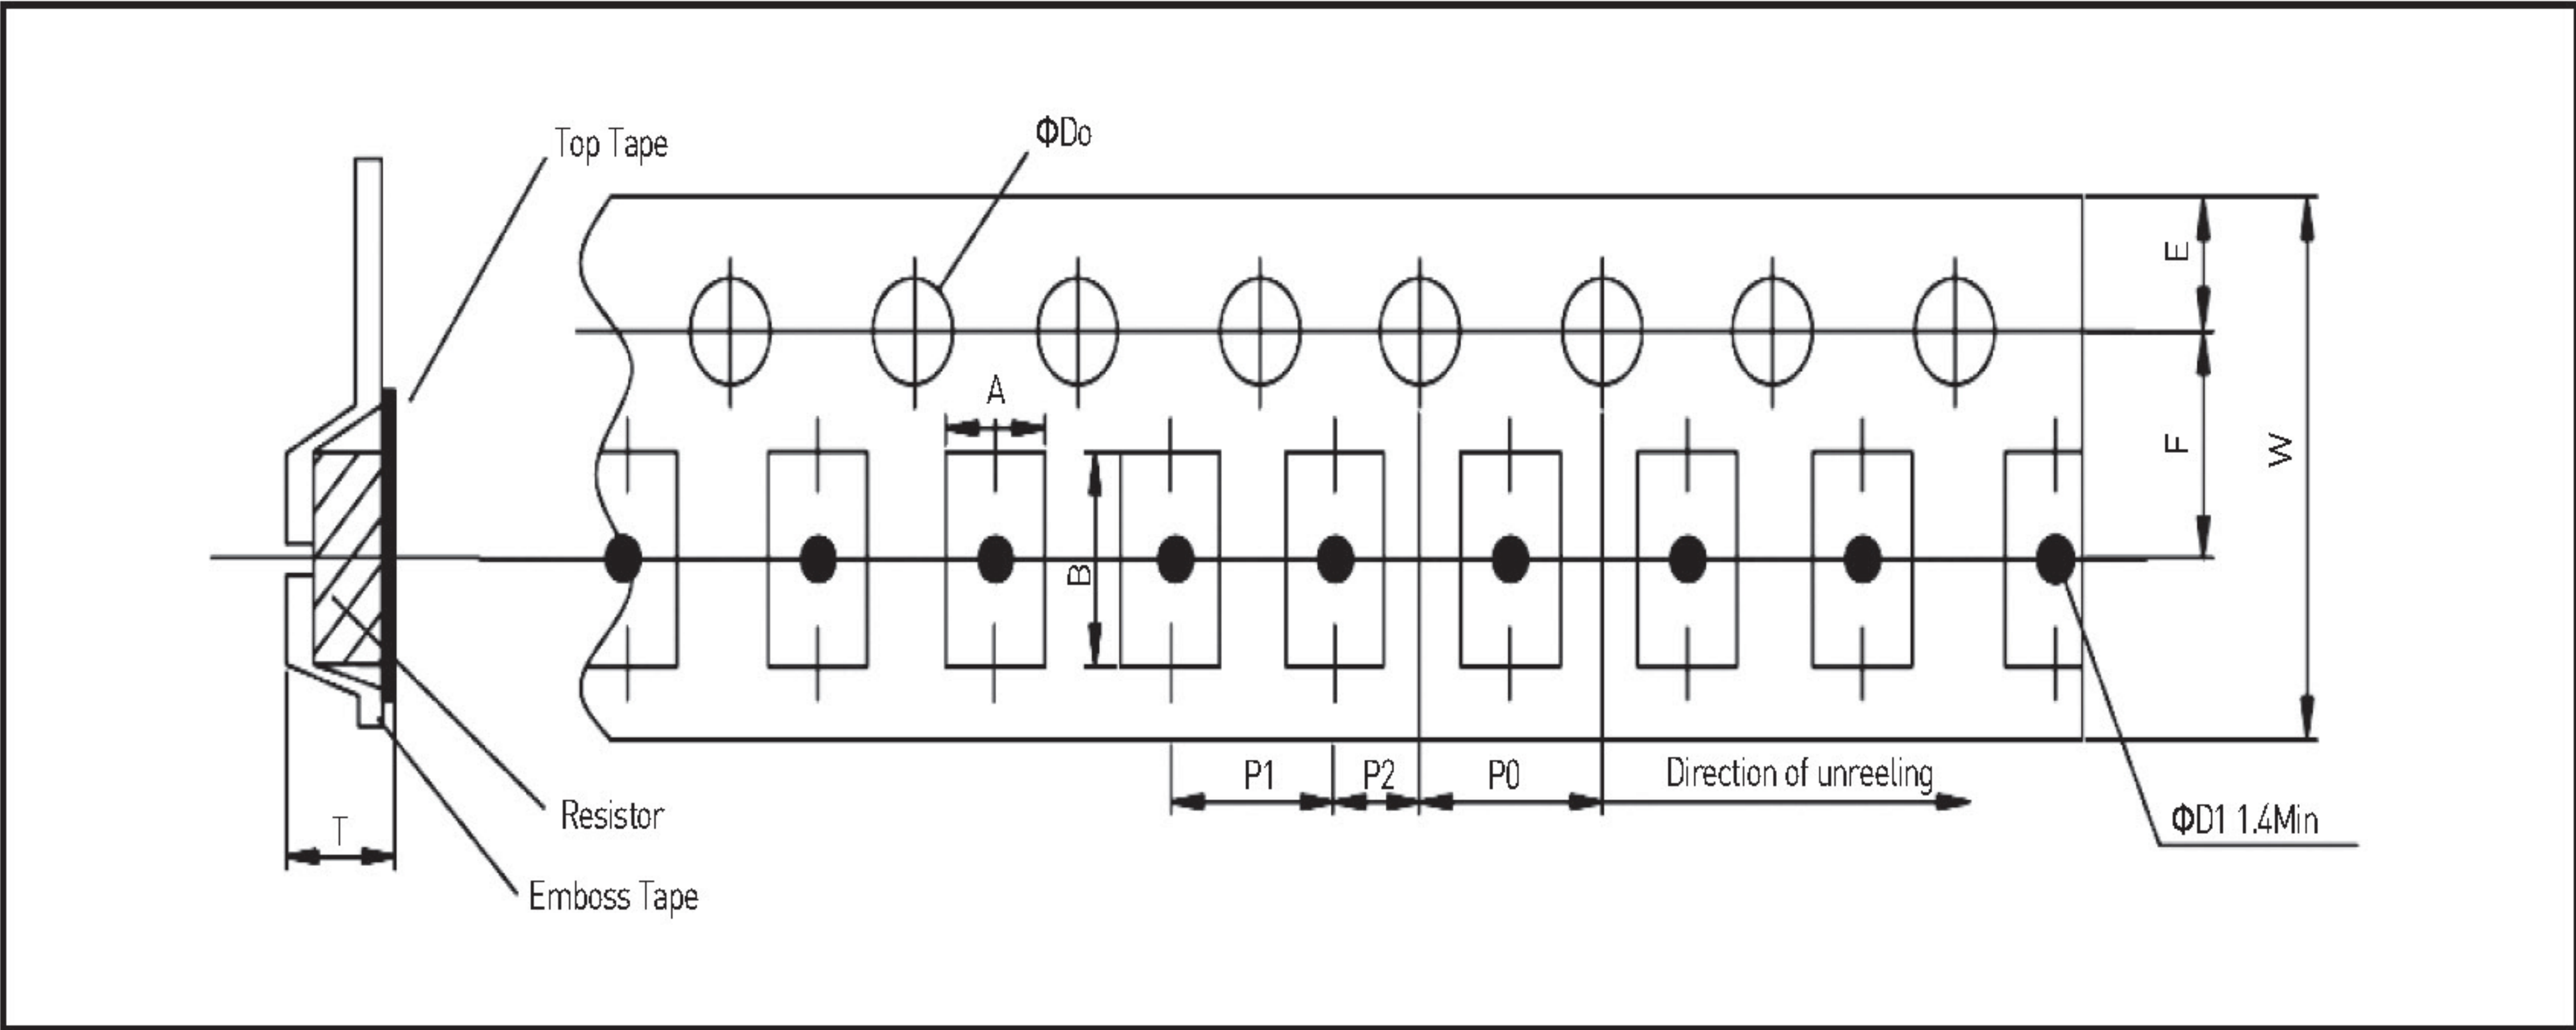 Top Tape
ΦDo
A
E
F
W
B
P1
P2
P0
Direction of unreeling
ΦD1 1.4Min
Resistor
T
Emboss Tape